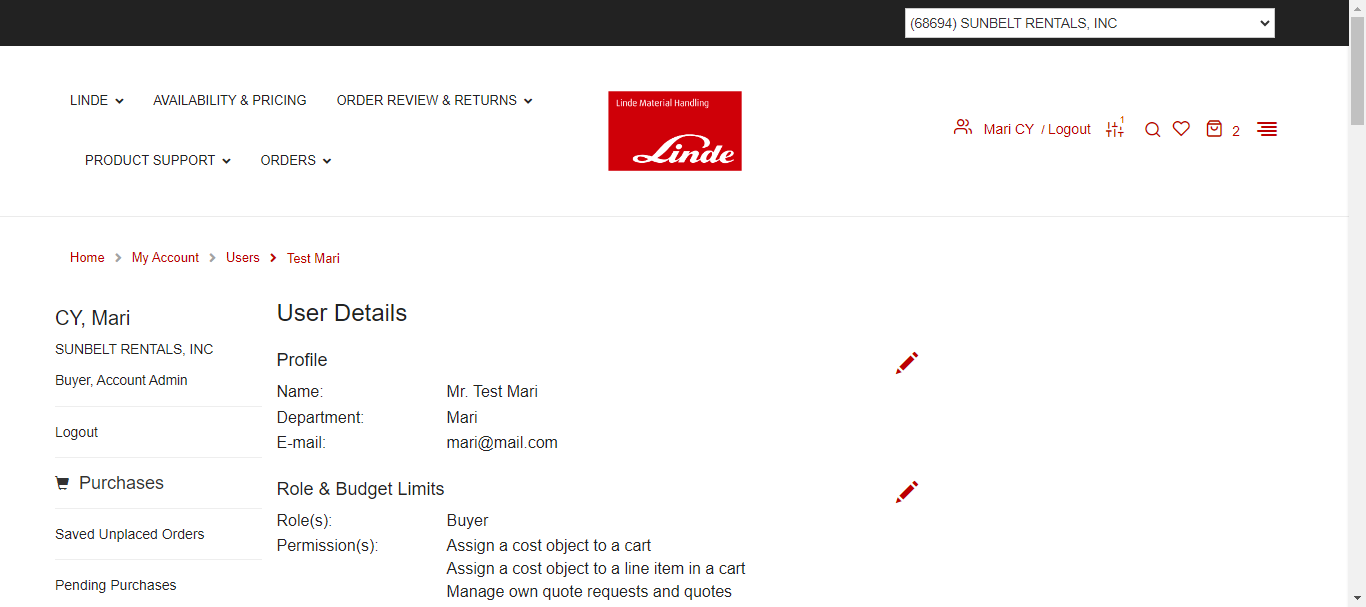 (68694) SUNBELT RENTALS, INC
LINDE
AVAILABILITY & PRICING
ORDER REVIEW & RETURNS
PRODUCT SUPPORT
ORDERS
Linde Material Handling
Linde
Mari CY / Logout
1
2
Home
My Account
Users
Test Mari
CY, Mari
SUNBELT RENTALS, INC
Buyer, Account Admin
Logout
Purchases
Saved Unplaced Orders
Pending Purchases
User Details
Profile
Name: Mr. Test Mari
Department: Mari
E-mail: mari@mail.com
Role & Budget Limits
Role(s): Buyer
Permission(s): Assign a cost object to a cart
Assign a cost object to a line item in a cart
Manage own quote requests and quotes